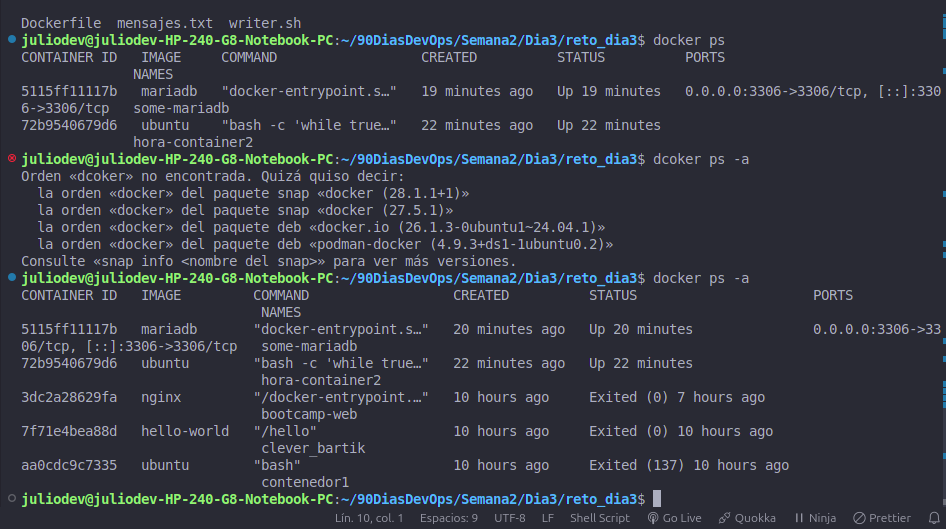 Dockerfile  mensajes.txt  writer.sh
juliodev@juliodev-HP-240-G8-Notebook-PC:~/90DiasDevOps/Semana2/Dia3/reto_dia3$ docker ps
CONTAINER ID   IMAGE     COMMAND                  CREATED          STATUS          PORTS
              NAMES
5115ff11117b   mariadb   "docker-entrypoint.s…"   19 minutes ago   Up 19 minutes   0.0.0.0:3306->3306/tcp, [::]:330
6->3306/tcp   some-mariadb
72b9540679d6   ubuntu    "bash -c 'while true…"   22 minutes ago   Up 22 minutes
              hora-container2
juliodev@juliodev-HP-240-G8-Notebook-PC:~/90DiasDevOps/Semana2/Dia3/reto_dia3$ dcoker ps -a
Orden «dcoker» no encontrada. Quizá quiso decir:
  la orden «docker» del paquete snap «docker (28.1.1+1)»
  la orden «docker» del paquete snap «docker (27.5.1)»
  la orden «docker» del paquete deb «docker.io (26.1.3-0ubuntu1~24.04.1)»
  la orden «docker» del paquete deb «podman-docker (4.9.3+ds1-1ubuntu0.2)»
Consulte «snap info <nombre del snap>» para ver más versiones.
juliodev@juliodev-HP-240-G8-Notebook-PC:~/90DiasDevOps/Semana2/Dia3/reto_dia3$ docker ps -a
CONTAINER ID   IMAGE         COMMAND                  CREATED          STATUS                      PORTS
                              NAMES
5115ff11117b   mariadb       "docker-entrypoint.s…"   20 minutes ago   Up 20 minutes               0.0.0.0:3306->33
06/tcp, [::]:3306->3306/tcp   some-mariadb
72b9540679d6   ubuntu        "bash -c 'while true…"   22 minutes ago   Up 22 minutes
                              hora-container2
3dc2a28629fa   nginx         "/docker-entrypoint.…"   10 hours ago     Exited (0) 7 hours ago
                              bootcamp-web
7f71e4bea88d   hello-world   "/hello"                 10 hours ago     Exited (0) 10 hours ago
                              clever_bartik
aa0cdc9c7335   ubuntu        "bash"                   10 hours ago     Exited (137) 10 hours ago
                              contenedor1
juliodev@juliodev-HP-240-G8-Notebook-PC:~/90DiasDevOps/Semana2/Dia3/reto_dia3$
Lín. 10, col. 1  Espacios: 9  UTF-8  LF  Shell Script  Go Live  Quokka  Ninja  Prettier